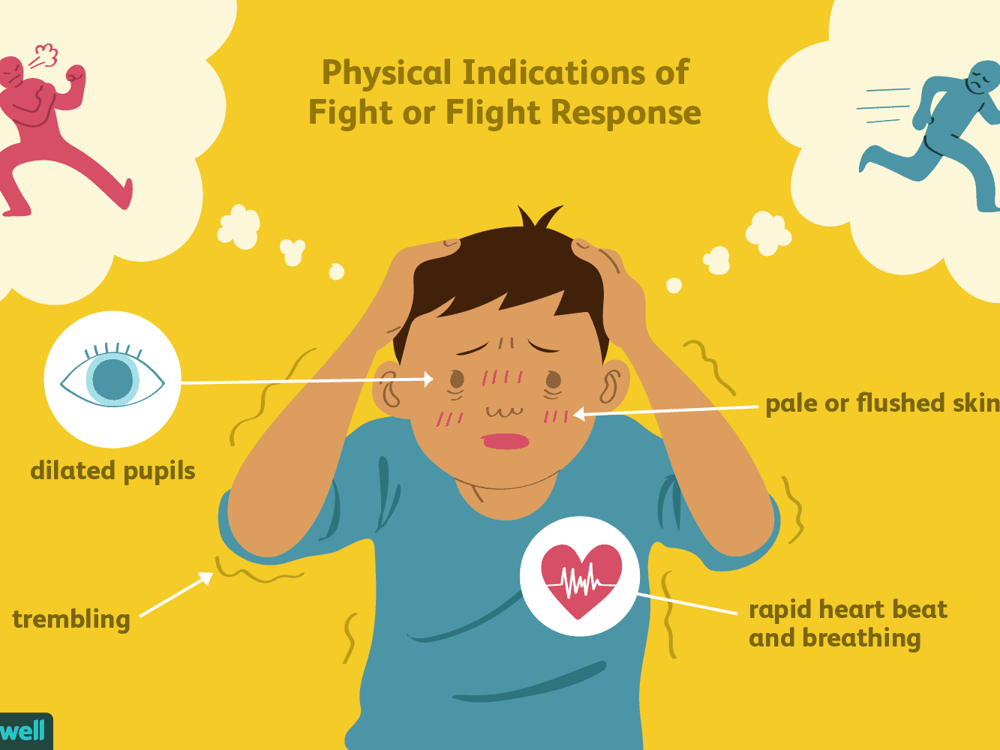 Physical Indications of
Fight or Flight Response
dilated pupils
pale or flushed skin
trembling
rapid heart beat
and breathing
well